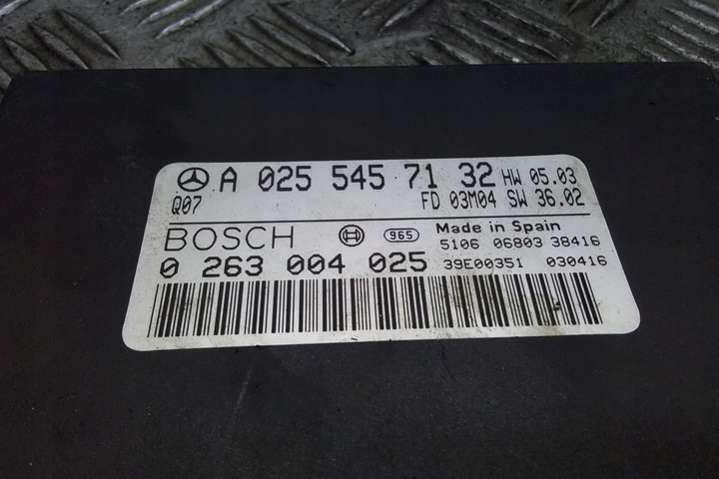 A 025 545 71 32 HW 05.03
Q07 FD 03M04 SW 36.02
BOSCH 965 Made in Spain
5106 06803 38416
0 263 004 025 39E00351 030416